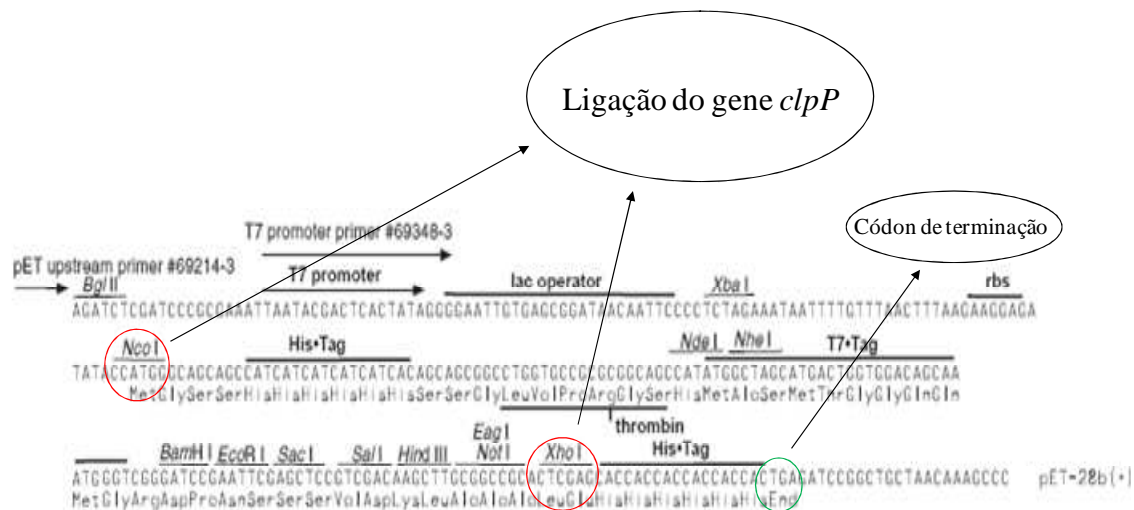 Ligação do gene clpP
Códon de terminação
T7 promoter primer #69348-3
pET upstream primer #69214-3
Bgl II
T7 promoter
lac operator
Xba I
rbs
AGATCTCGATCCCGCGAAATTAATACGACTCACTATAGGGGAATTGTGAGCGGATAACAATTCCCCTCTAGAAATAATTTTGTTTAACTTTAAGAAGGAGA
Nco I
His•Tag
Nde I
Nhe I
T7•Tag
TATACCATGGGCAGCAGCCATCATCATCATCATCACAGCAGCGGCCTGGTGCCGCGCGGCAGCCATATGGCTAGCATGACTGGTGGACAGCAA
MetGlySerSerHisHisHisHisHisHisSerSerGlyLeuValProArgGlySerHisMetAlaSerMetThrGlyGlyGlnGln
thrombin
BamH I
EcoR I
Sac I
Sal I
Hind III
Eag I
Not I
Xho I
His•Tag
ATGGGTCGGGATCCGAATTCGAGCTCCGTCGACAAGCTTGCGGCCGCACTCGAGCACCACCACCACCACCACTGAGATCCGGCTGCTAACAAAGCCC
pET-28b(+)
MetGlyArgAspProAsnSerSerSerValAspLysLeuAlaAlaAlaLeuGluHisHisHisHisHisHisEnd